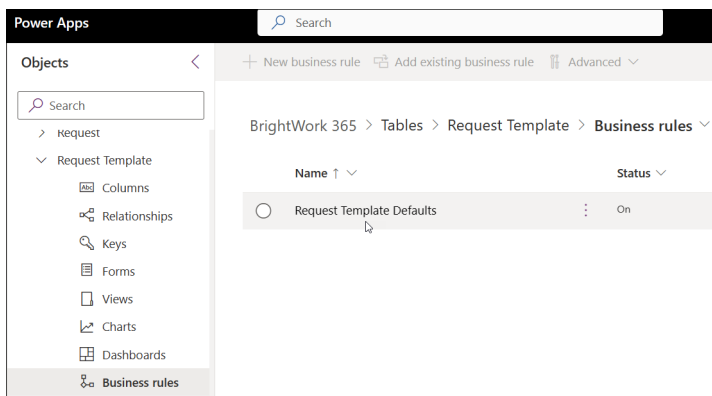 Power Apps
Search
Objects
New business rule
Add existing business rule
Advanced
Search
Request
BrightWork 365 > Tables > Request Template > Business rules
Request Template
Name ↑
Status
Abc Columns
Request Template Defaults
On
Relationships
Keys
Forms
Views
Charts
Dashboards
Business rules